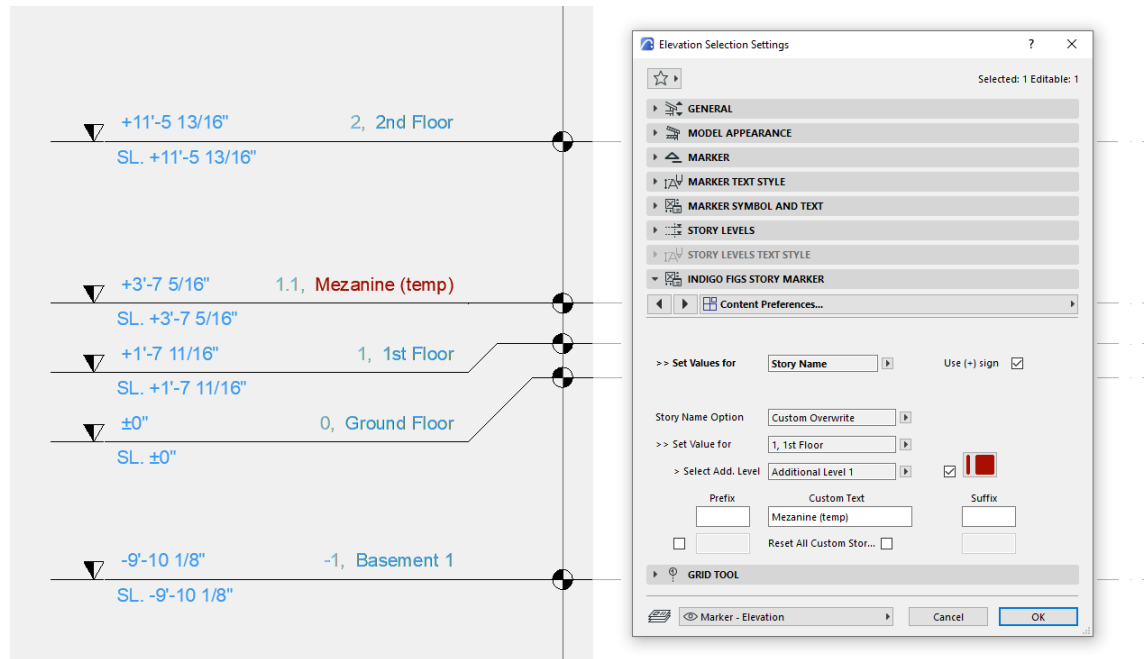 +11'-5 13/16" 2, 2nd Floor
SL. +11'-5 13/16"
+3'-7 5/16" 1.1, Mezanine (temp)
SL. +3'-7 5/16"
+1'-7 11/16" 1, 1st Floor
SL. +1'-7 11/16"
±0" 0, Ground Floor
SL. ±0"
-9'-10 1/8" -1, Basement 1
SL. -9'-10 1/8"
Elevation Selection Settings
Selected: 1 Editable: 1
GENERAL
MODEL APPEARANCE
MARKER
MARKER TEXT STYLE
MARKER SYMBOL AND TEXT
STORY LEVELS
STORY LEVELS TEXT STYLE
INDIGO FIGS STORY MARKER
Content Preferences...
>> Set Values for Story Name Use (+) sign
Story Name Option Custom Overwrite
>> Set Value for 1, 1st Floor
> Select Add. Level Additional Level 1
Prefix Custom Text Suffix
Mezanine (temp)
Reset All Custom Stor...
GRID TOOL
Marker - Elevation Cancel OK